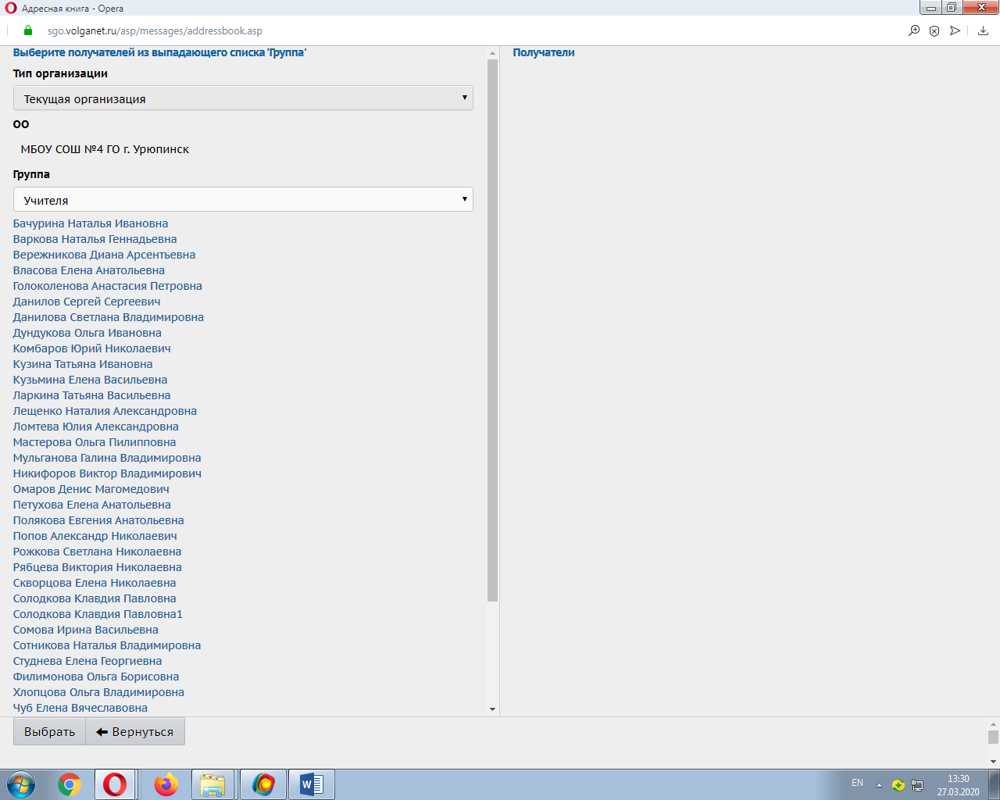 Адресная книга - Opera
sgo.volganet.ru/asp/messages/addressbook.asp
Выберите получателей из выпадающего списка 'Группа'
Тип организации
Текущая организация
ОО
МБОУ СОШ №4 ГО г. Урюпинск
Группа
Учителя
Бачурина Наталья Ивановна
Варкова Наталья Геннадьевна
Вережникова Диана Арсентьевна
Власова Елена Анатольевна
Голоколенова Анастасия Петровна
Данилов Сергей Сергеевич
Данилова Светлана Владимировна
Дундукова Ольга Ивановна
Комбаров Юрий Николаевич
Кузина Татьяна Ивановна
Кузьмина Елена Васильевна
Ларкина Татьяна Васильевна
Лещенко Наталия Александровна
Ломтева Юлия Александровна
Мастерова Ольга Пилипповна
Мульганова Галина Владимировна
Никифоров Виктор Владимирович
Омаров Денис Магомедович
Петухова Елена Анатольевна
Полякова Евгения Анатольевна
Попов Александр Николаевич
Рожкова Светлана Николаевна
Рябцева Виктория Николаевна
Скворцова Елена Николаевна
Солодкова Клавдия Павловна
Солодкова Клавдия Павловна1
Сомова Ирина Васильевна
Сотникова Наталья Владимировна
Студнева Елена Георгиевна
Филимонова Ольга Борисовна
Хлопцова Ольга Владимировна
Чуб Елена Вячеславовна
Получатели
Выбрать
Вернуться
EN
13:30
27.03.2020